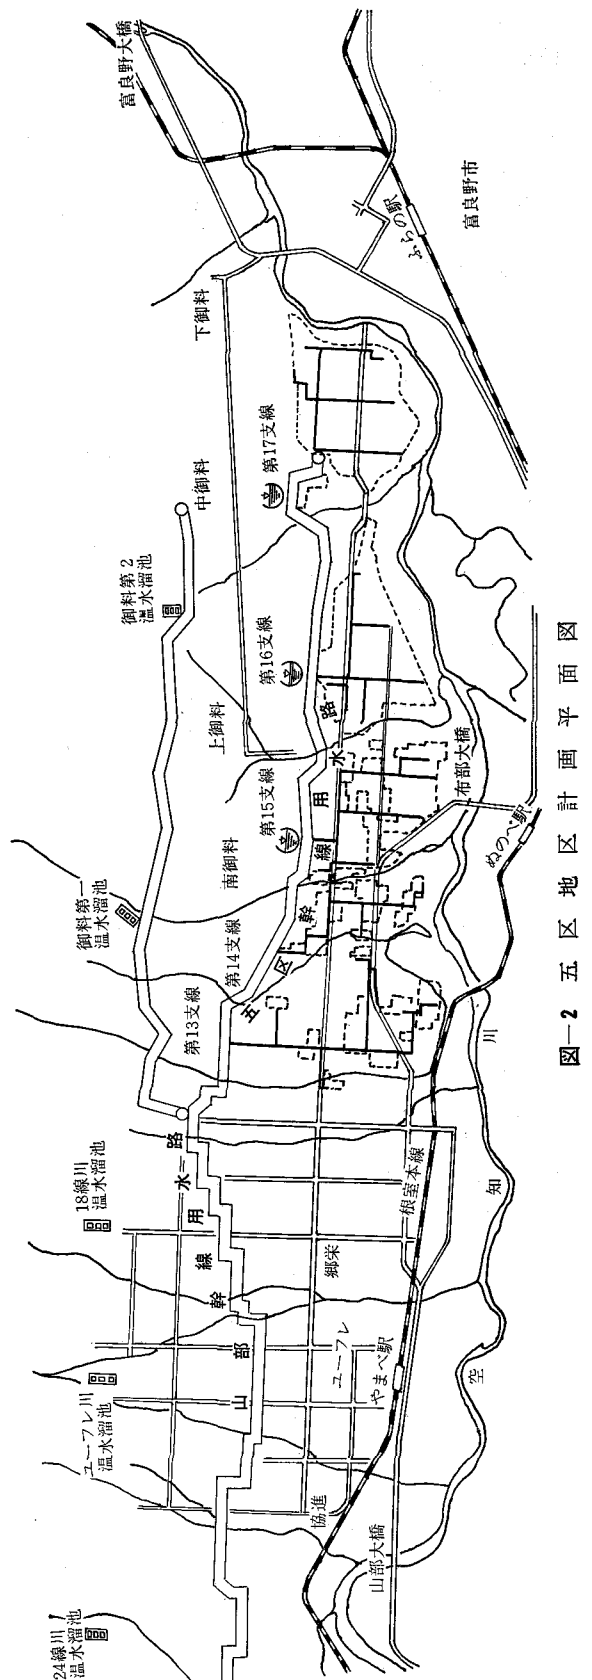 富良野大橋
富良野市
ふらの駅
下御料
第17支線
中御料
御料第2
温水溜池
第16支線
上御料
第15支線
南御料
御料第一
温水溜池
第14支線
第13支線
五区幹線用水路
布部大橋
ぬのべ駅
18線川
温水溜池
山部幹線用水路
根室本線
郷栄
ユーフレ
やまべ駅
ユーフレ川
温水溜池
協進
山部大橋
空知川
24線川
温水溜池
図―2 五区地区計画平面図